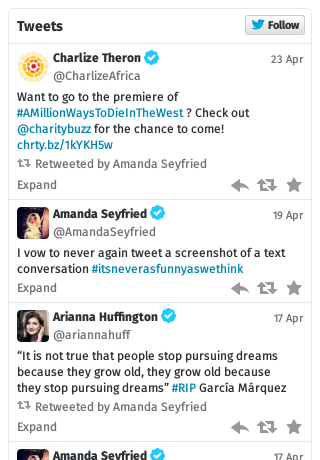 Tweets
Follow
Charlize Theron
23 Apr
@CharlizeAfrica
Want to go to the premiere of
#AMillionWaysToDieInTheWest ? Check out
@charitybuzz for the chance to come!
chrty.bz/1kYKH5w
Retweeted by Amanda Seyfried
Expand
Amanda Seyfried
19 Apr
@AmandaSeyfried
I vow to never again tweet a screenshot of a text
conversation #itsneverasfunnyaswethink
Expand
Arianna Huffington
17 Apr
@ariannahuff
“It is not true that people stop pursuing dreams
because they grow old, they grow old because
they stop pursuing dreams” #RIP García Márquez
Retweeted by Amanda Seyfried
Expand
Amanda Seyfried
17 Apr